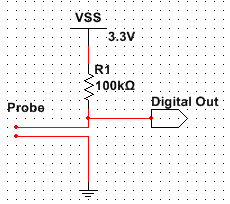 VSS
3.3V
R1
100kΩ
Probe
Digital Out